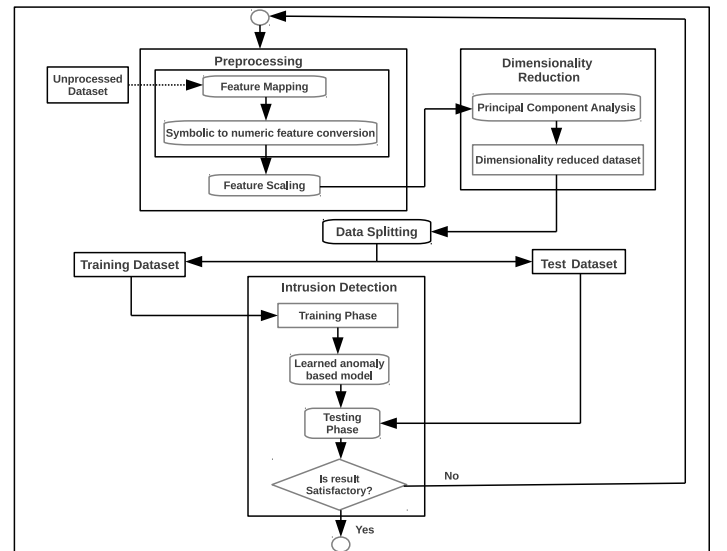 Preprocessing
Unprocessed
Dataset
Feature Mapping
Symbolic to numeric feature conversion
Feature Scaling
Dimensionality
Reduction
Principal Component Analysis
Dimensionality reduced dataset
Data Splitting
Training Dataset
Test Dataset
Intrusion Detection
Training Phase
Learned anomaly
based model
Testing
Phase
Is result
Satisfactory?
No
Yes